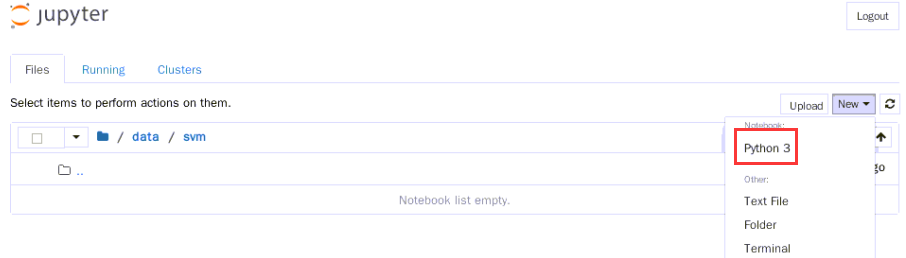 jupyter
Logout
Files Running Clusters
Select items to perform actions on them.
Upload New
Notebook:
/ data / svm
Python 3
..
go
Other:
Notebook list empty.
Text File
Folder
Terminal